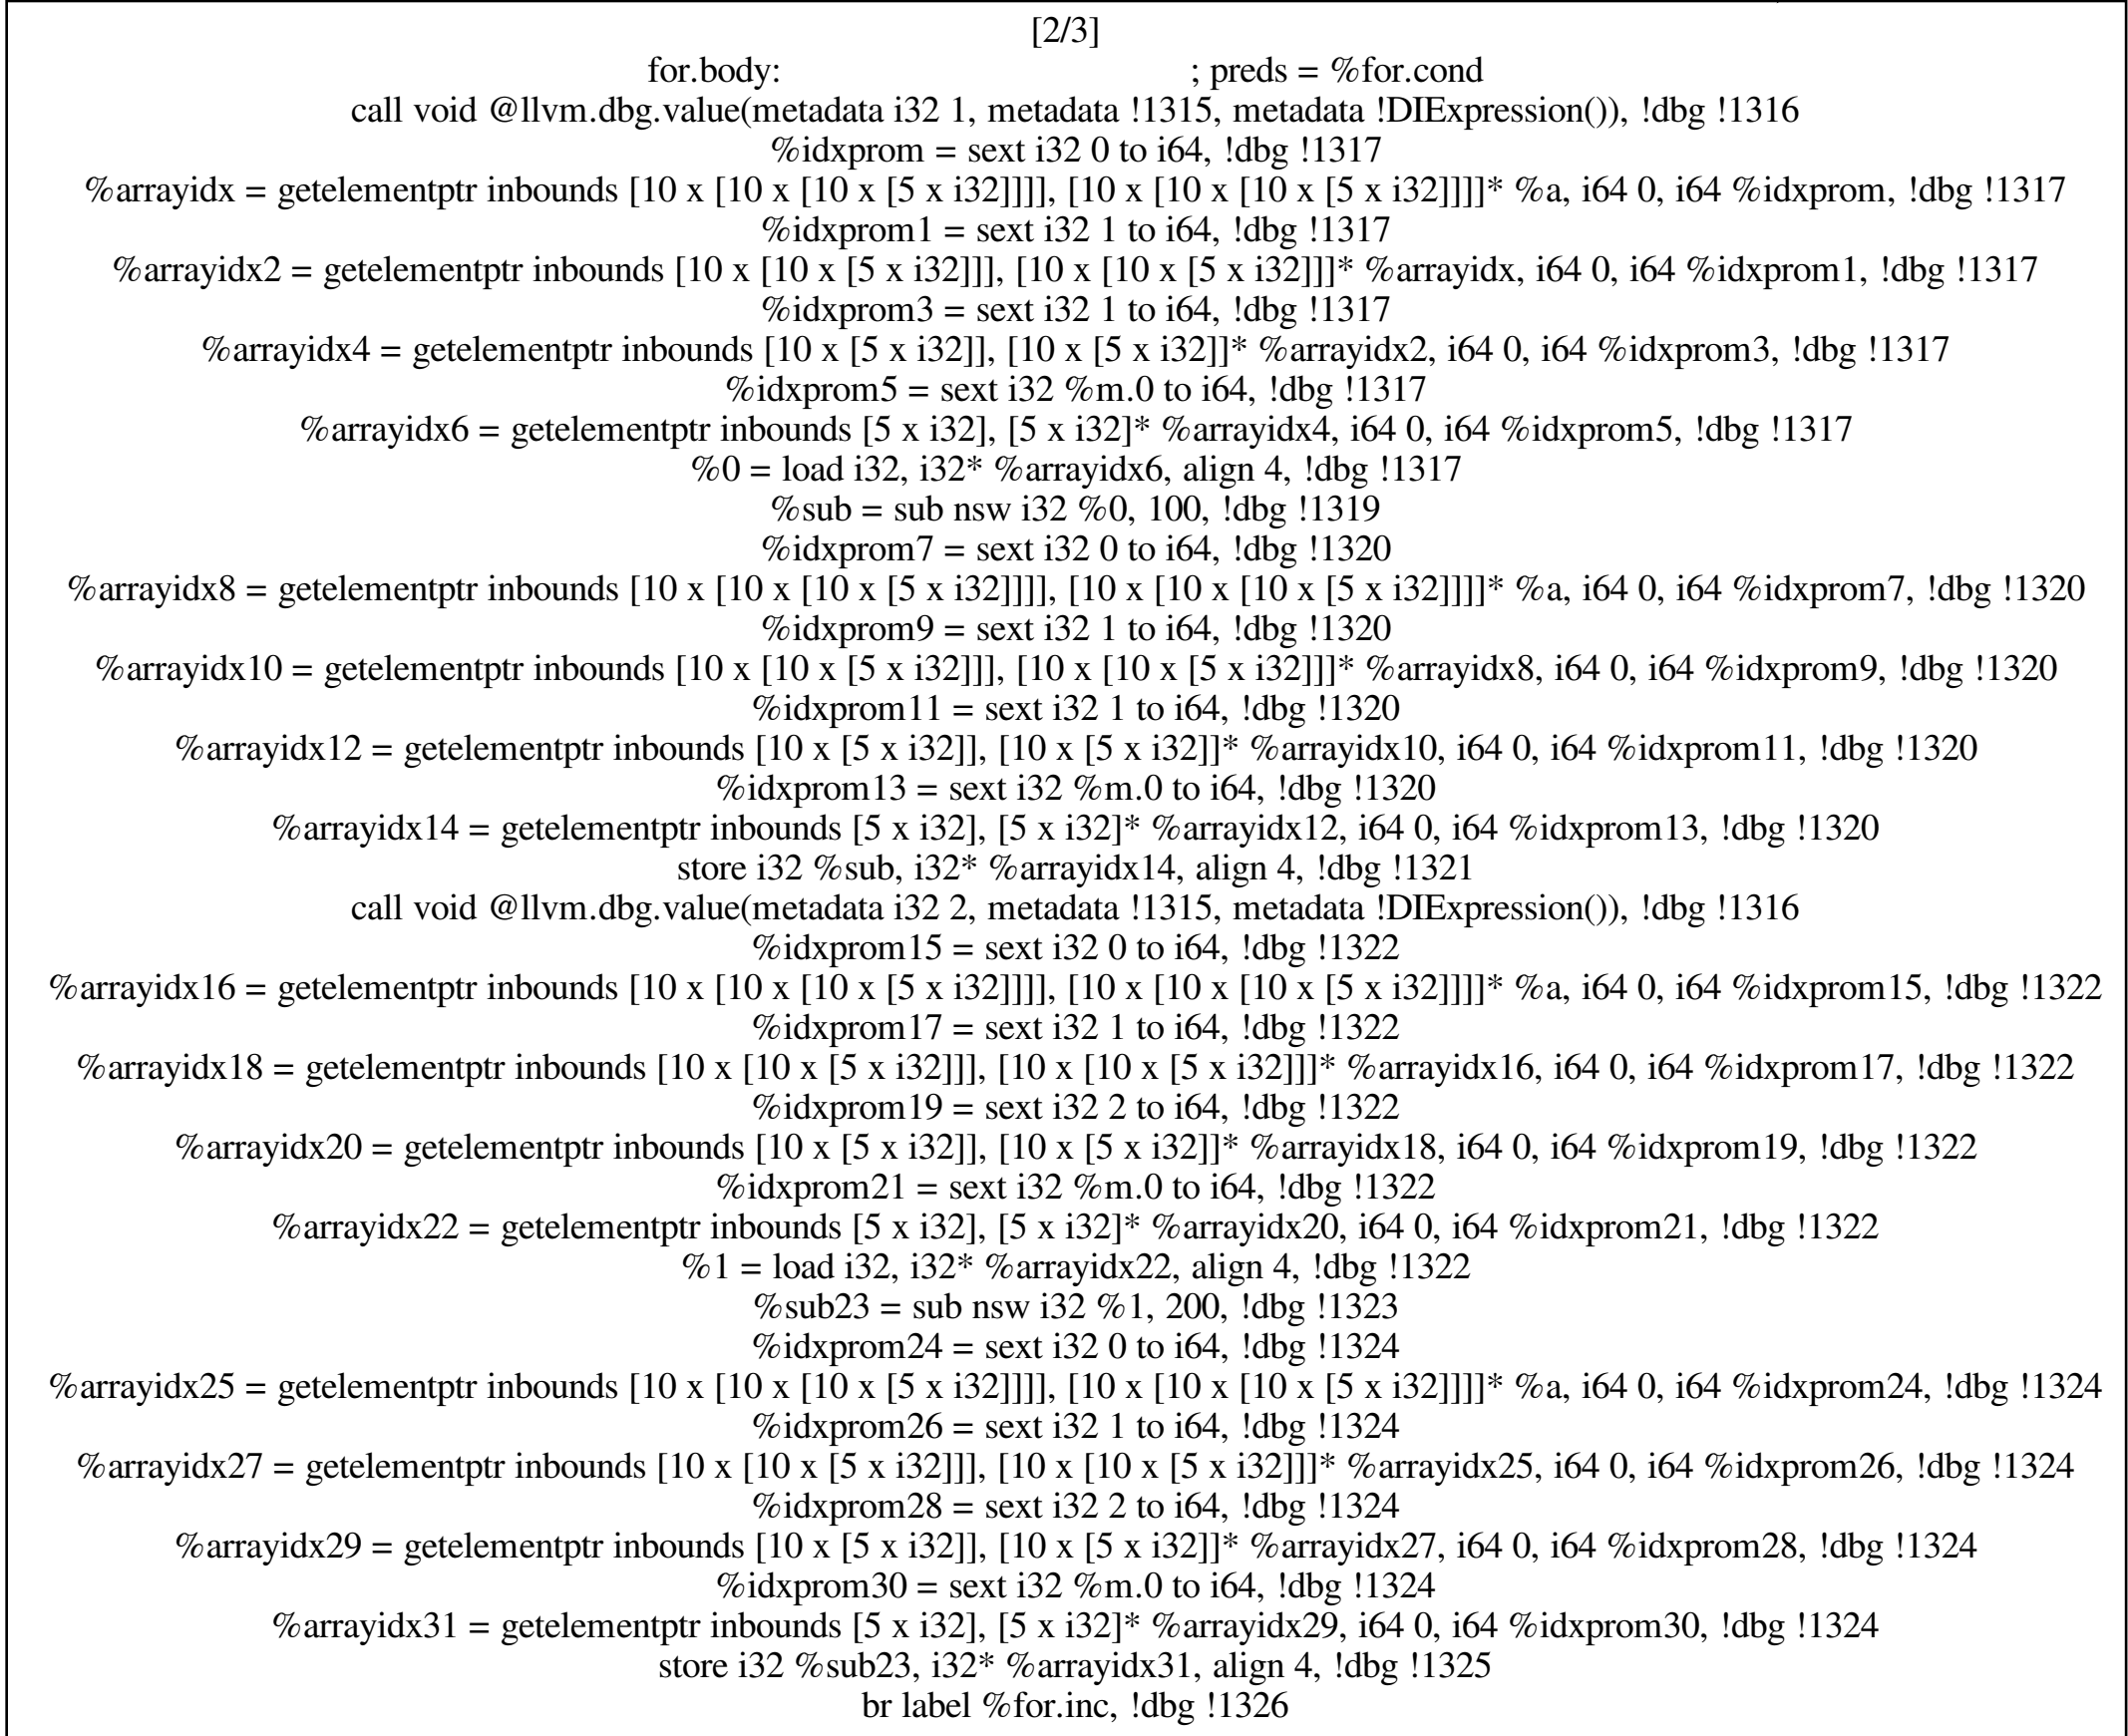 [2/3]
for.body: ; preds = %for.cond
call void @llvm.dbg.value(metadata i32 1, metadata !1315, metadata !DIExpression()), !dbg !1316
%idxprom = sext i32 0 to i64, !dbg !1317
%arrayidx = getelementptr inbounds [10 x [10 x [10 x [5 x i32]]]], [10 x [10 x [10 x [5 x i32]]]]* %a, i64 0, i64 %idxprom, !dbg !1317
%idxprom1 = sext i32 1 to i64, !dbg !1317
%arrayidx2 = getelementptr inbounds [10 x [10 x [5 x i32]]], [10 x [10 x [5 x i32]]]* %arrayidx, i64 0, i64 %idxprom1, !dbg !1317
%idxprom3 = sext i32 1 to i64, !dbg !1317
%arrayidx4 = getelementptr inbounds [10 x [5 x i32]], [10 x [5 x i32]]* %arrayidx2, i64 0, i64 %idxprom3, !dbg !1317
%idxprom5 = sext i32 %m.0 to i64, !dbg !1317
%arrayidx6 = getelementptr inbounds [5 x i32], [5 x i32]* %arrayidx4, i64 0, i64 %idxprom5, !dbg !1317
%0 = load i32, i32* %arrayidx6, align 4, !dbg !1317
%sub = sub nsw i32 %0, 100, !dbg !1319
%idxprom7 = sext i32 0 to i64, !dbg !1320
%arrayidx8 = getelementptr inbounds [10 x [10 x [10 x [5 x i32]]]], [10 x [10 x [10 x [5 x i32]]]]* %a, i64 0, i64 %idxprom7, !dbg !1320
%idxprom9 = sext i32 1 to i64, !dbg !1320
%arrayidx10 = getelementptr inbounds [10 x [10 x [5 x i32]]], [10 x [10 x [5 x i32]]]* %arrayidx8, i64 0, i64 %idxprom9, !dbg !1320
%idxprom11 = sext i32 1 to i64, !dbg !1320
%arrayidx12 = getelementptr inbounds [10 x [5 x i32]], [10 x [5 x i32]]* %arrayidx10, i64 0, i64 %idxprom11, !dbg !1320
%idxprom13 = sext i32 %m.0 to i64, !dbg !1320
%arrayidx14 = getelementptr inbounds [5 x i32], [5 x i32]* %arrayidx12, i64 0, i64 %idxprom13, !dbg !1320
store i32 %sub, i32* %arrayidx14, align 4, !dbg !1321
call void @llvm.dbg.value(metadata i32 2, metadata !1315, metadata !DIExpression()), !dbg !1316
%idxprom15 = sext i32 0 to i64, !dbg !1322
%arrayidx16 = getelementptr inbounds [10 x [10 x [10 x [5 x i32]]]], [10 x [10 x [10 x [5 x i32]]]]* %a, i64 0, i64 %idxprom15, !dbg !1322
%idxprom17 = sext i32 1 to i64, !dbg !1322
%arrayidx18 = getelementptr inbounds [10 x [10 x [5 x i32]]], [10 x [10 x [5 x i32]]]* %arrayidx16, i64 0, i64 %idxprom17, !dbg !1322
%idxprom19 = sext i32 2 to i64, !dbg !1322
%arrayidx20 = getelementptr inbounds [10 x [5 x i32]], [10 x [5 x i32]]* %arrayidx18, i64 0, i64 %idxprom19, !dbg !1322
%idxprom21 = sext i32 %m.0 to i64, !dbg !1322
%arrayidx22 = getelementptr inbounds [5 x i32], [5 x i32]* %arrayidx20, i64 0, i64 %idxprom21, !dbg !1322
%1 = load i32, i32* %arrayidx22, align 4, !dbg !1322
%sub23 = sub nsw i32 %1, 200, !dbg !1323
%idxprom24 = sext i32 0 to i64, !dbg !1324
%arrayidx25 = getelementptr inbounds [10 x [10 x [10 x [5 x i32]]]], [10 x [10 x [10 x [5 x i32]]]]* %a, i64 0, i64 %idxprom24, !dbg !1324
%idxprom26 = sext i32 1 to i64, !dbg !1324
%arrayidx27 = getelementptr inbounds [10 x [10 x [5 x i32]]], [10 x [10 x [5 x i32]]]* %arrayidx25, i64 0, i64 %idxprom26, !dbg !1324
%idxprom28 = sext i32 2 to i64, !dbg !1324
%arrayidx29 = getelementptr inbounds [10 x [5 x i32]], [10 x [5 x i32]]* %arrayidx27, i64 0, i64 %idxprom28, !dbg !1324
%idxprom30 = sext i32 %m.0 to i64, !dbg !1324
%arrayidx31 = getelementptr inbounds [5 x i32], [5 x i32]* %arrayidx29, i64 0, i64 %idxprom30, !dbg !1324
store i32 %sub23, i32* %arrayidx31, align 4, !dbg !1325
br label %for.inc, !dbg !1326